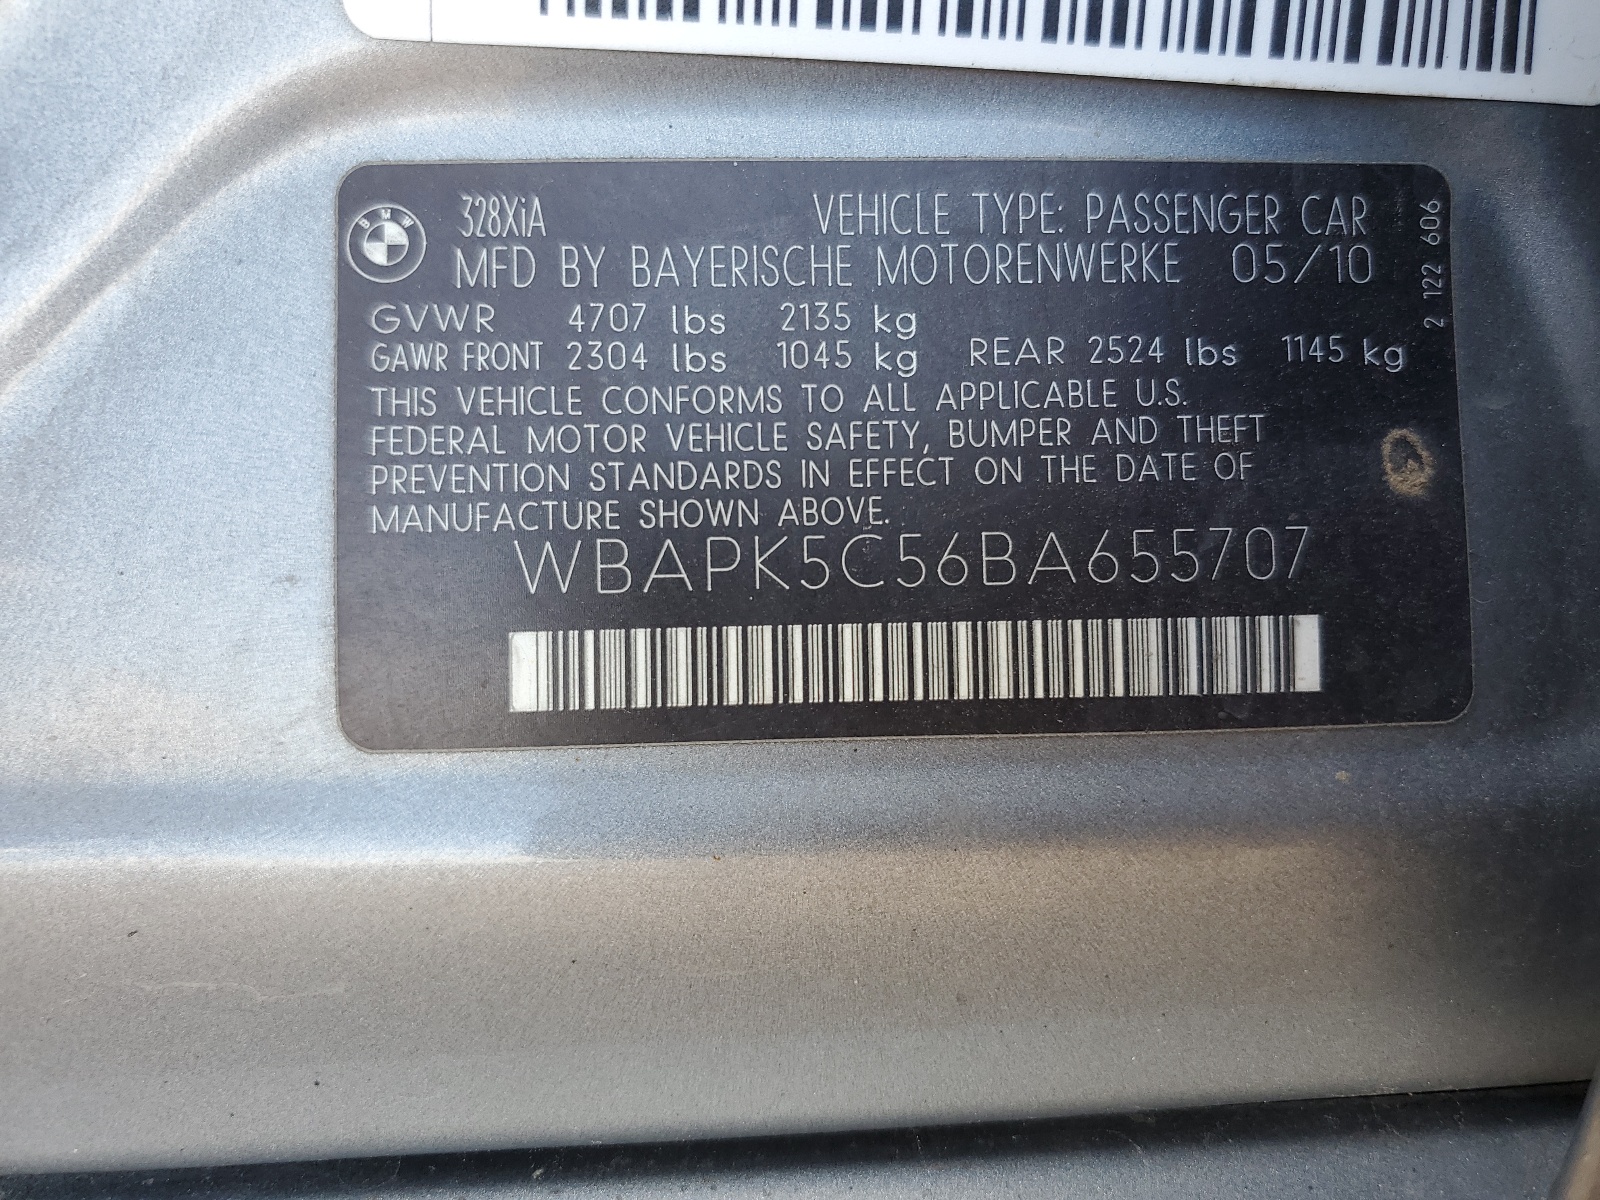 BMW
328XiA VEHICLE TYPE: PASSENGER CAR
MFD BY BAYERISCHE MOTORENWERKE 05/10
GVWR 4707 lbs 2135 kg
GAWR FRONT 2304 lbs 1045 kg REAR 2524 lbs 1145 kg
THIS VEHICLE CONFORMS TO ALL APPLICABLE U.S.
FEDERAL MOTOR VEHICLE SAFETY, BUMPER AND THEFT
PREVENTION STANDARDS IN EFFECT ON THE DATE OF
MANUFACTURE SHOWN ABOVE.
WBAPK5C56BA655707
2 122 606